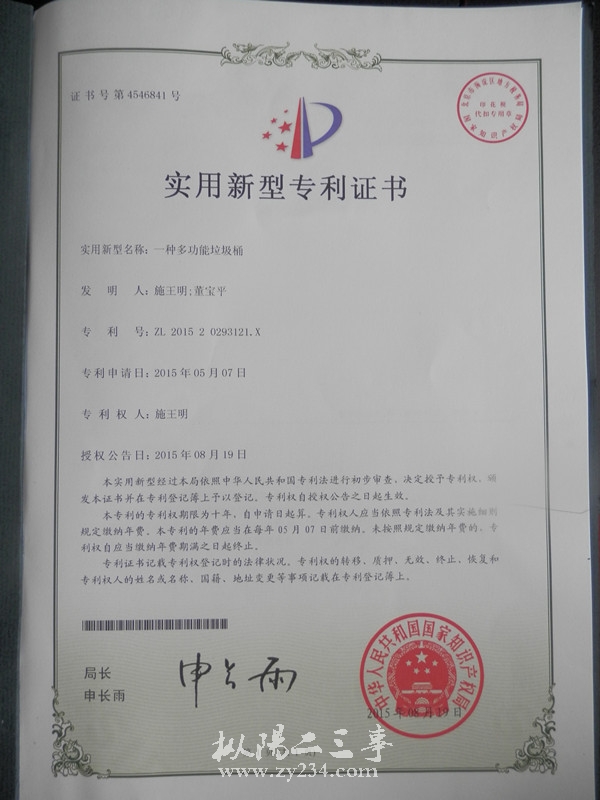 证书号第4546841号
印花税
代扣专用章
实用新型专利证书
实用新型名称：一种多功能垃圾桶
发明人：施王明;董宝平
专利号：ZL 2015 2 0293121.X
专利申请日：2015年05月07日
专利权人：施王明
授权公告日：2015年08月19日
本实用新型经过本局依照中华人民共和国专利法进行初步审查，决定授予专利权，颁
发本证书并在专利登记簿上予以登记。专利权自授权公告之日起生效。
本专利的专利权期限为十年，自申请日起算。专利权人应当依照专利法及其实施细则
规定缴纳年费。本专利的年费应当在每年05月07日前缴纳。未按照规定缴纳年费的，专
利权自应当缴纳年费期满之日起终止。
专利证书记载专利权登记时的法律状况。专利权的转移、质押、无效、终止、恢复和
专利权人的姓名或名称、国籍、地址变更等事项记载在专利登记簿上。
局长
申长雨
申长雨
中华人民共和国国家知识产权局
2015年08月19日
枞阳二三事
www.zy234.com